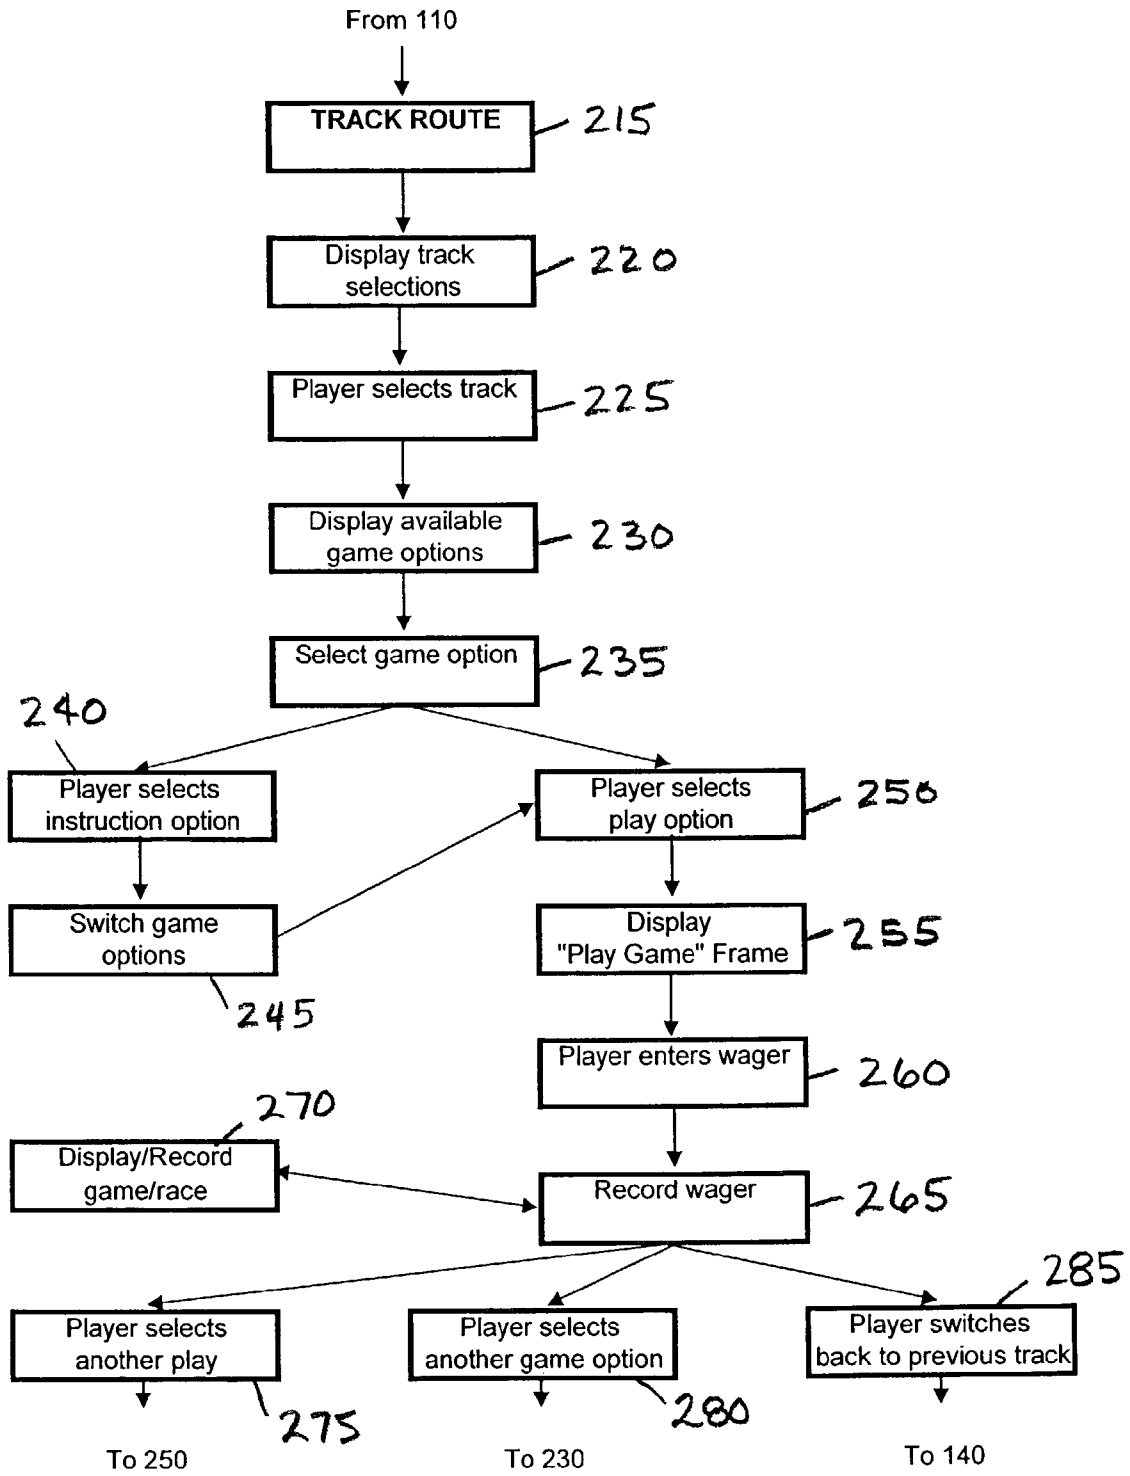 From 110
TRACK ROUTE
215
Display track
selections
220
Player selects track
225
Display available
game options
230
Select game option
235
240
Player selects
instruction option
Player selects
play option
250
Switch game
options
245
Display
"Play Game" Frame
255
Player enters wager
260
270
Display/Record
game/race
Record wager
265
285
Player selects
another play
275
Player selects
another game option
280
Player switches
back to previous track
To 250
To 230
To 140